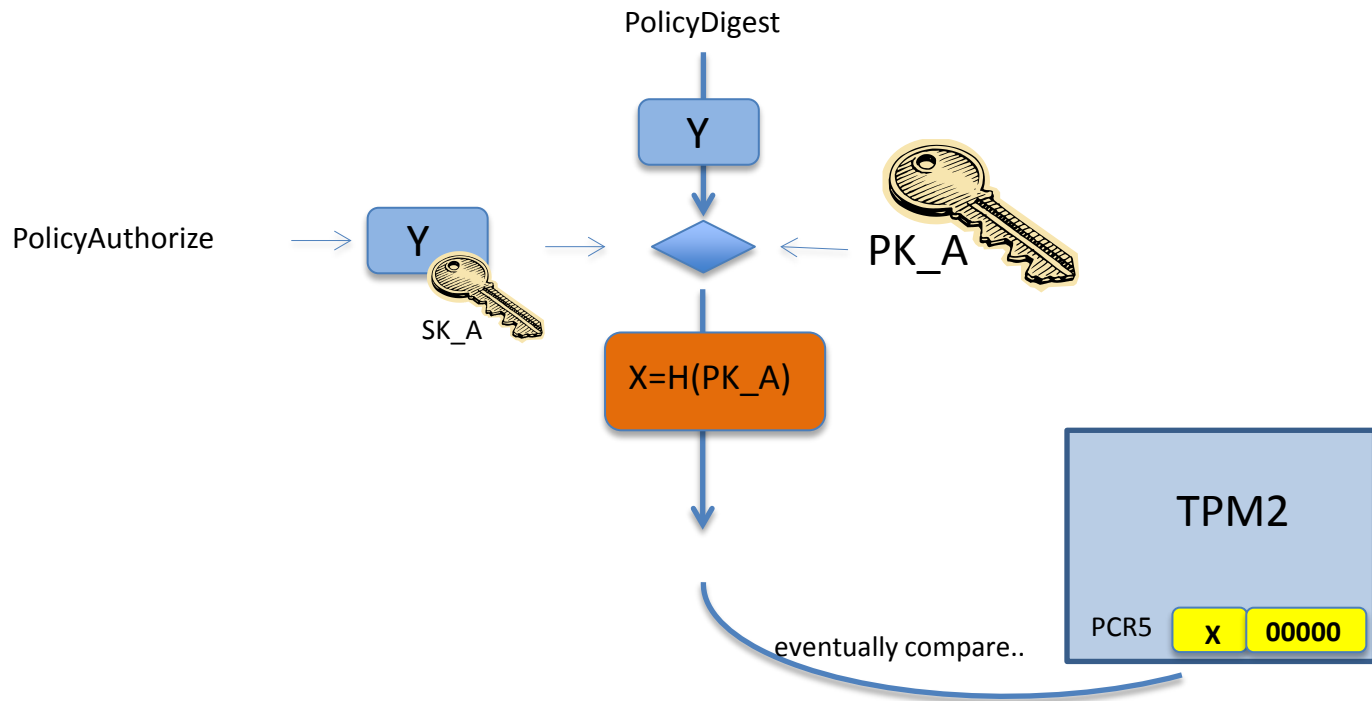 PolicyDigest
Y
PolicyAuthorize
Y
PK_A
SK_A
X=H(PK_A)
TPM2
PCR5
X
00000
eventually compare..